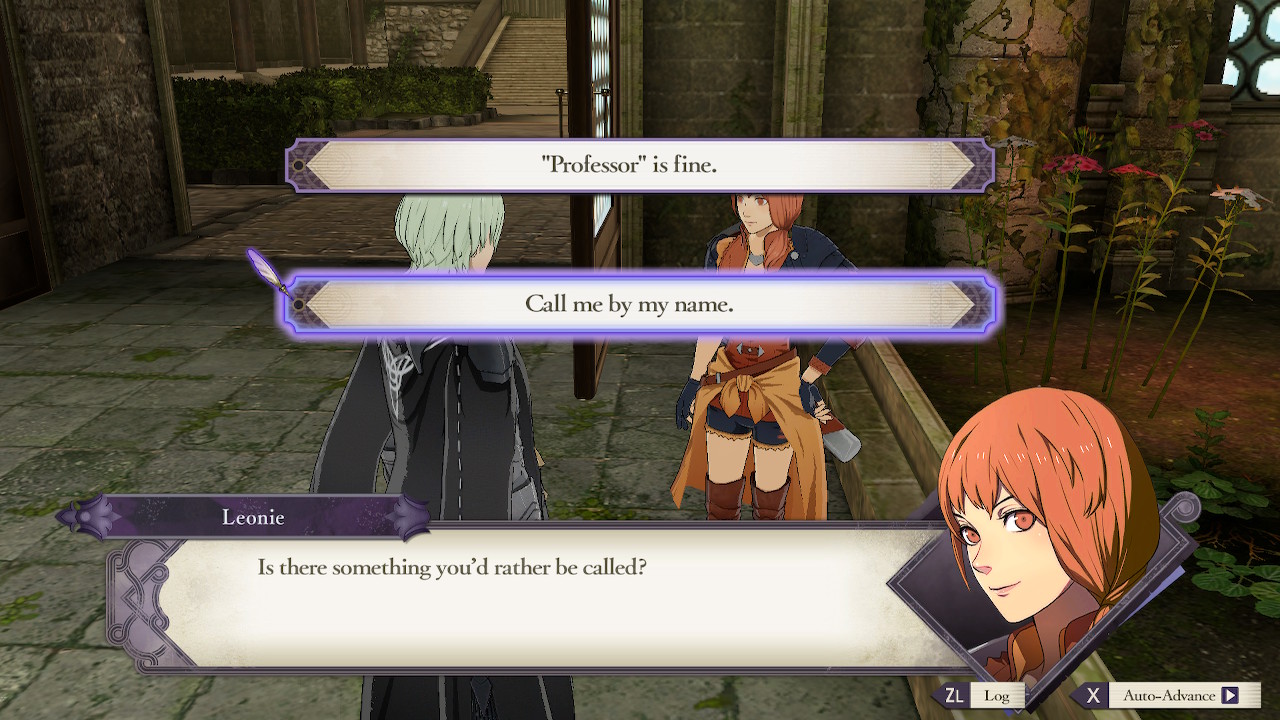 "Professor" is fine.
Call me by my name.
Leonie
Is there something you’d rather be called?
ZL Log X Auto-Advance